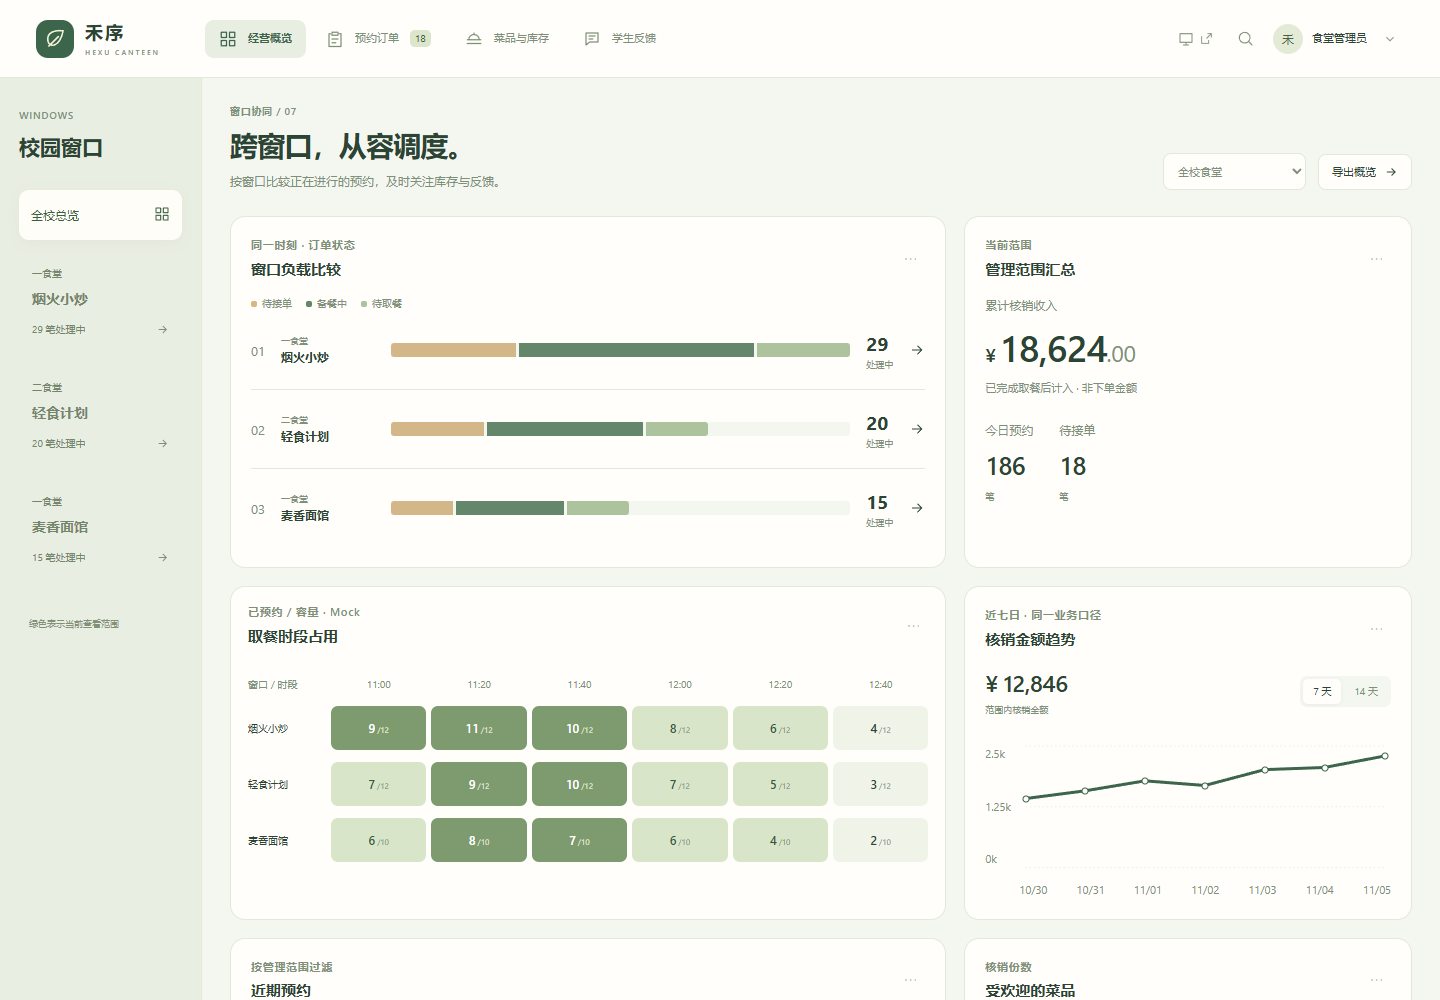 禾序
HEXU CANTEEN
经营概览
预约订单 18
菜品与库存
学生反馈
禾 食堂管理员
WINDOWS
校园窗口
全校总览
一食堂
烟火小炒
29 笔处理中
二食堂
轻食计划
20 笔处理中
一食堂
麦香面馆
15 笔处理中
绿色表示当前查看范围
窗口协同 / 07
跨窗口，从容调度。
按窗口比较正在进行的预约，及时关注库存与反馈。
全校食堂
导出概览
同一时刻 · 订单状态
窗口负载比较
...
待接单 备餐中 待取餐
01 一食堂 烟火小炒 29 处理中
02 二食堂 轻食计划 20 处理中
03 一食堂 麦香面馆 15 处理中
当前范围
管理范围汇总
...
累计核销收入
¥ 18,624.00
已完成取餐后计入 · 非下单金额
今日预约 待接单
186 18
笔 笔
已预约 / 容量 · Mock
取餐时段占用
...
窗口 / 时段 11:00 11:20 11:40 12:00 12:20 12:40
烟火小炒 9/12 11/12 10/12 8/12 6/12 4/12
轻食计划 7/12 9/12 10/12 7/12 5/12 3/12
麦香面馆 6/10 8/10 7/10 6/10 4/10 2/10
近七日 · 同一业务口径
核销金额趋势
...
¥ 12,846
范围内核销金额
7 天 14 天
2.5k
1.25k
0k
10/30 10/31 11/01 11/02 11/03 11/04 11/05
按管理范围过滤
近期预约
...
核销份数
受欢迎的菜品
...